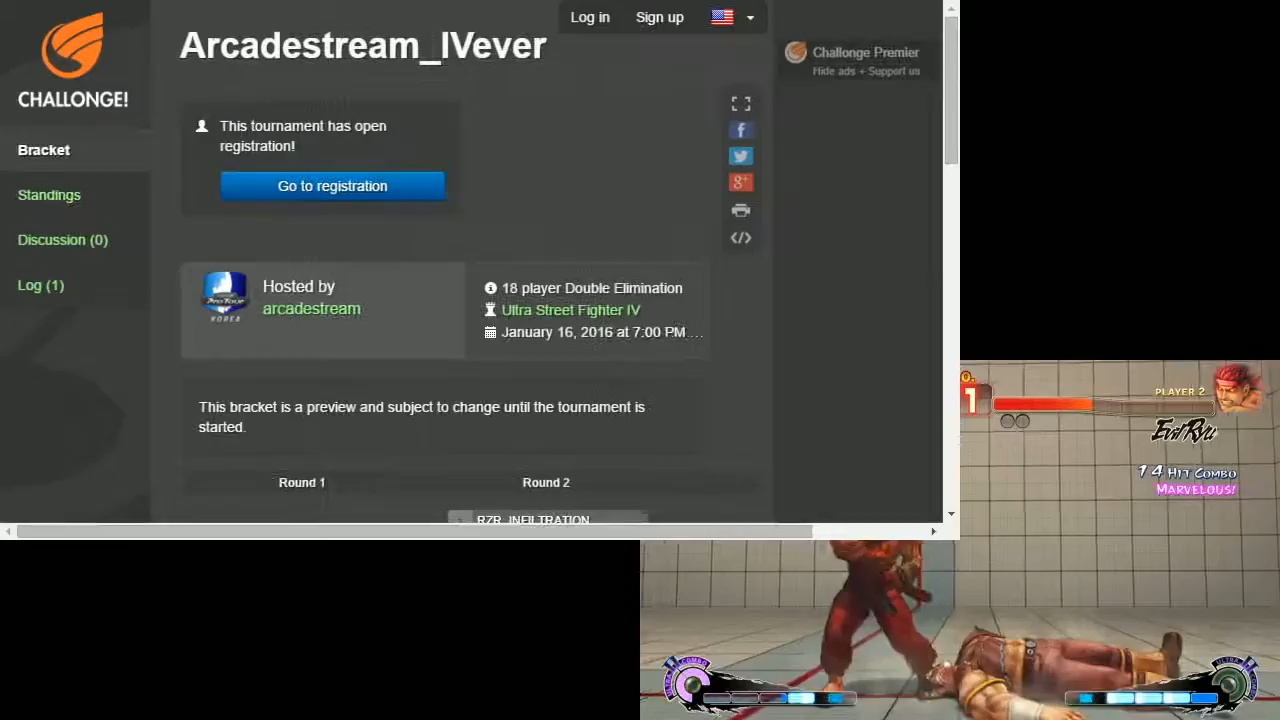 Log in Sign up
Arcadestream_IVever
Challonge Premier
Hide ads + Support us
CHALLONGE!
This tournament has open
registration!
Go to registration
Bracket
Standings
Discussion (0)
Log (1)
Hosted by
arcadestream
18 player Double Elimination
Ultra Street Fighter IV
January 16, 2016 at 7:00 PM ...
This bracket is a preview and subject to change until the tournament is
started.
Round 1 Round 2
RZR_INFILTRATION
PLAYER 2
1
Evil Ryu
14 HIT COMBO
MARVELOUS!